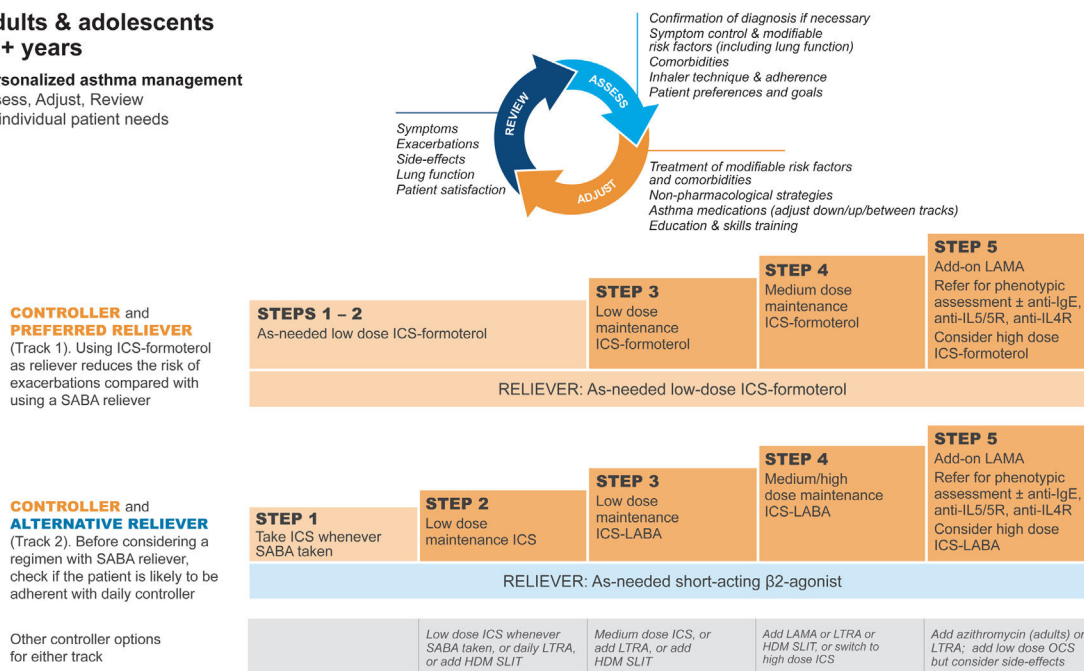 dults & adolescents
+ years
rsonalized asthma management
sess, Adjust, Review
individual patient needs
Confirmation of diagnosis if necessary
Symptom control & modifiable
risk factors (including lung function)
Comorbidities
Inhaler technique & adherence
Patient preferences and goals
REVIEW
ASSESS
ADJUST
Symptoms
Exacerbations
Side-effects
Lung function
Patient satisfaction
Treatment of modifiable risk factors
and comorbidities
Non-pharmacological strategies
Asthma medications (adjust down/up/between tracks)
Education & skills training
CONTROLLER and
PREFERRED RELIEVER
(Track 1). Using ICS-formoterol
as reliever reduces the risk of
exacerbations compared with
using a SABA reliever
STEPS 1 – 2
As-needed low dose ICS-formoterol
STEP 3
Low dose
maintenance
ICS-formoterol
STEP 4
Medium dose
maintenance
ICS-formoterol
STEP 5
Add-on LAMA
Refer for phenotypic
assessment ± anti-IgE,
anti-IL5/5R, anti-IL4R
Consider high dose
ICS-formoterol
RELIEVER: As-needed low-dose ICS-formoterol
CONTROLLER and
ALTERNATIVE RELIEVER
(Track 2). Before considering a
regimen with SABA reliever,
check if the patient is likely to be
adherent with daily controller
STEP 1
Take ICS whenever
SABA taken
STEP 2
Low dose
maintenance ICS
STEP 3
Low dose
maintenance
ICS-LABA
STEP 4
Medium/high
dose maintenance
ICS-LABA
STEP 5
Add-on LAMA
Refer for phenotypic
assessment ± anti-IgE,
anti-IL5/5R, anti-IL4R
Consider high dose
ICS-LABA
RELIEVER: As-needed short-acting β2-agonist
Other controller options
for either track
Low dose ICS whenever
SABA taken, or daily LTRA,
or add HDM SLIT
Medium dose ICS, or
add LTRA, or add
HDM SLIT
Add LAMA or LTRA or
HDM SLIT, or switch to
high dose ICS
Add azithromycin (adults) or
LTRA; add low dose OCS
but consider side-effects